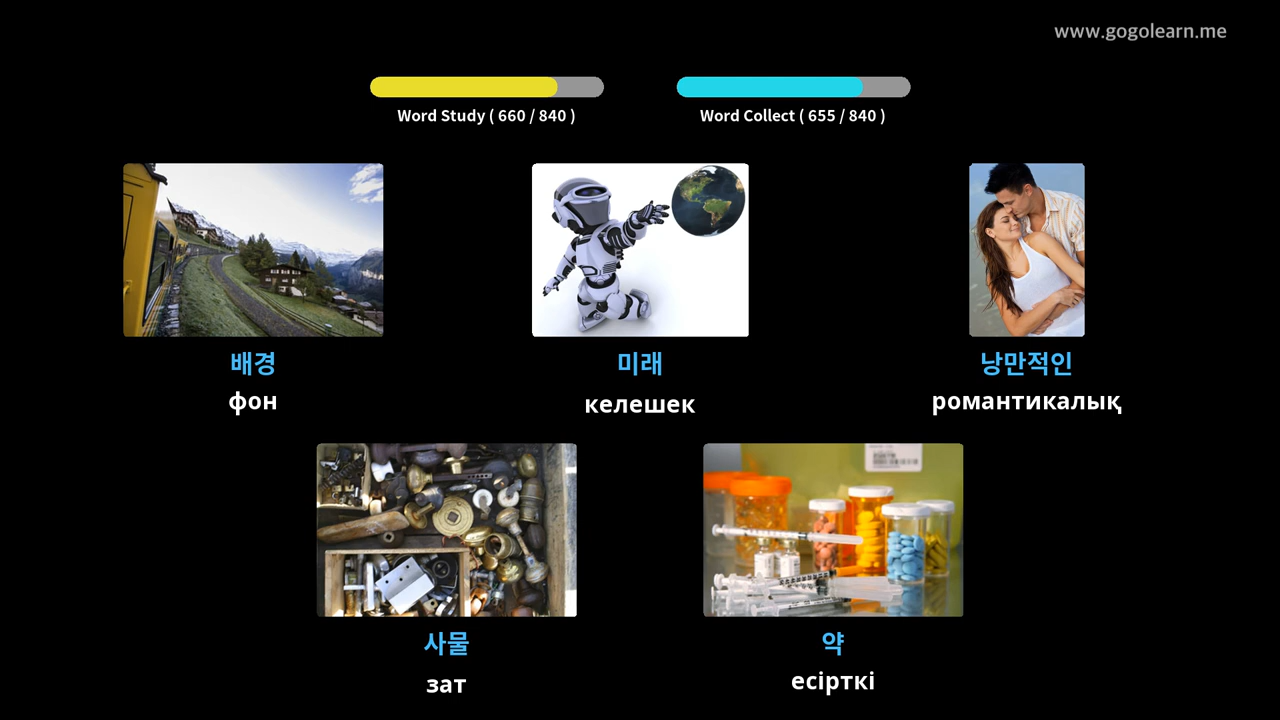 www.gogolearn.me
Word Study ( 660 / 840 )
Word Collect ( 655 / 840 )
배경
미래
낭만적인
фон
келешек
романтикалық
사물
약
зат
есірткі